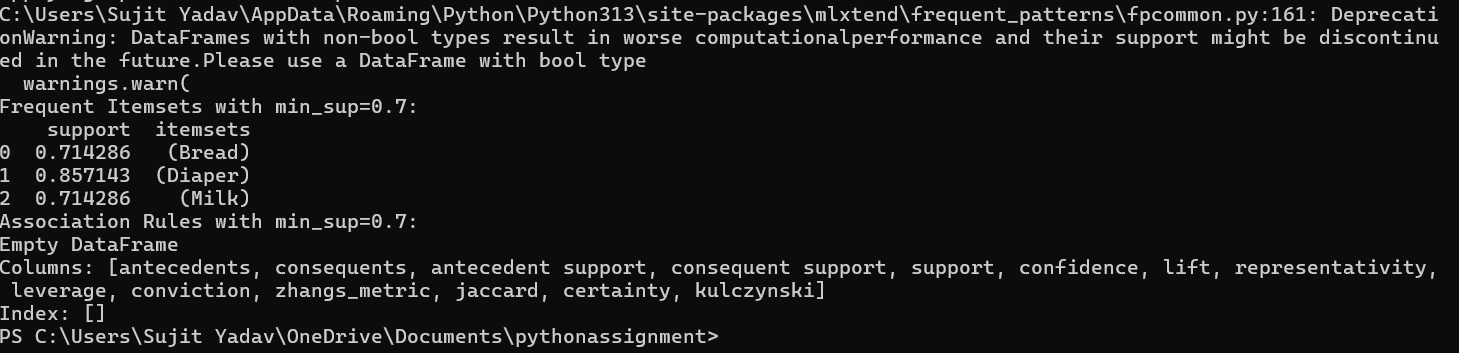 C:\Users\Sujit Yadav\AppData\Roaming\Python\Python313\site-packages\mlxtend\frequent_patterns\fpcommon.py:161: Deprecati
onWarning: DataFrames with non-bool types result in worse computationalperformance and their support might be discontinu
ed in the future.Please use a DataFrame with bool type
  warnings.warn(
Frequent Itemsets with min_sup=0.7:
    support  itemsets
0  0.714286   (Bread)
1  0.857143  (Diaper)
2  0.714286    (Milk)
Association Rules with min_sup=0.7:
Empty DataFrame
Columns: [antecedents, consequents, antecedent support, consequent support, support, confidence, lift, representativity,
 leverage, conviction, zhangs_metric, jaccard, certainty, kulczynski]
Index: []
PS C:\Users\Sujit Yadav\OneDrive\Documents\pythonassignment>